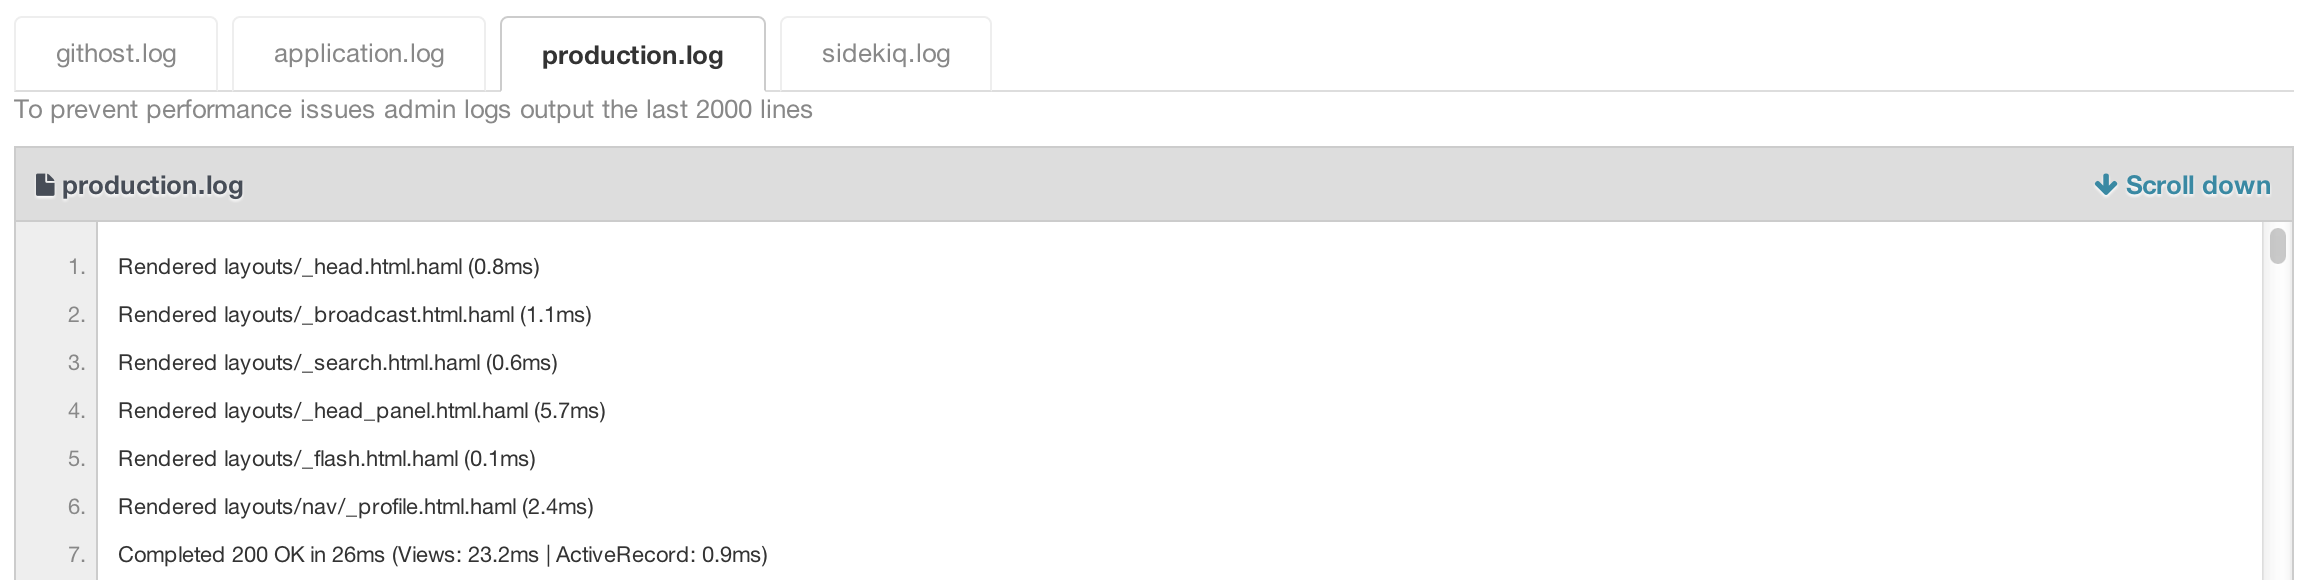 githost.log application.log production.log sidekiq.log
To prevent performance issues admin logs output the last 2000 lines
production.log Scroll down
1. Rendered layouts/_head.html.haml (0.8ms)
2. Rendered layouts/_broadcast.html.haml (1.1ms)
3. Rendered layouts/_search.html.haml (0.6ms)
4. Rendered layouts/_head_panel.html.haml (5.7ms)
5. Rendered layouts/_flash.html.haml (0.1ms)
6. Rendered layouts/nav/_profile.html.haml (2.4ms)
7. Completed 200 OK in 26ms (Views: 23.2ms | ActiveRecord: 0.9ms)